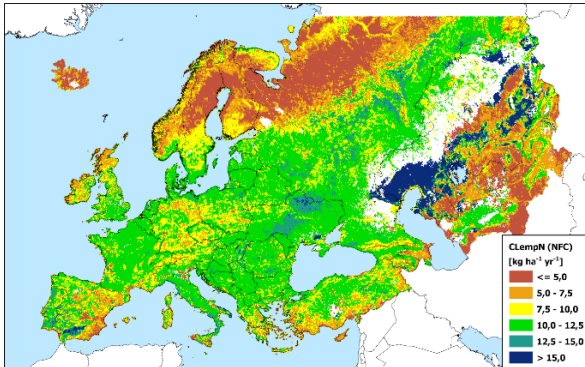 CLempN (NFC)
[kg ha⁻¹ yr⁻¹]
<= 5,0
5,0 - 7,5
7,5 - 10,0
10,0 - 12,5
12,5 - 15,0
> 15,0